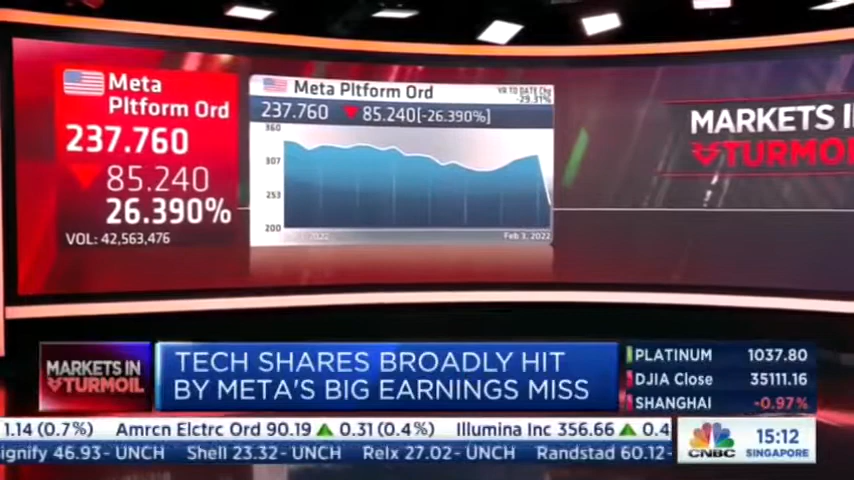 CNBC
Meta
Pltform Ord
237.760
85.240
26.390%
VOL: 42,563,476
Meta Pltform Ord
YR TO DATE Chg
-29.31%
237.760 85.240[-26.390%]
360
307
253
200
2022
Feb 3, 2022
MARKETS IN
TURMOIL
MARKETS IN
TURMOIL
TECH SHARES BROADLY HIT
BY META'S BIG EARNINGS MISS
PLATINUM 1037.80
DJIA Close 35111.16
SHANGHAI -0.97%
1.14 (0.7%) Amrcn Elctrc Ord 90.19 0.31 (0.4%) Illumina Inc 356.66 0.4
ignify 46.93- UNCH Shell 23.32- UNCH Relx 27.02- UNCH Randstad 60.12-
CNBC
15:12
SINGAPORE